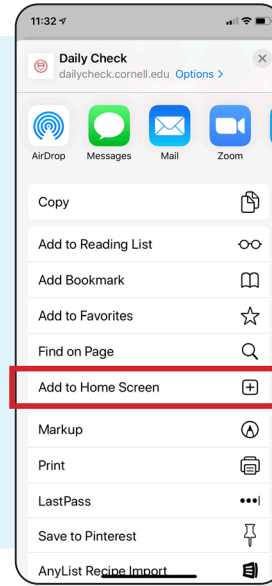 11:32
Daily Check
dailycheck.cornell.edu Options >
AirDrop Messages Mail Zoom
Copy
Add to Reading List
Add Bookmark
Add to Favorites
Find on Page
Add to Home Screen
Markup
Print
LastPass
Save to Pinterest
AnyList Recipe Import